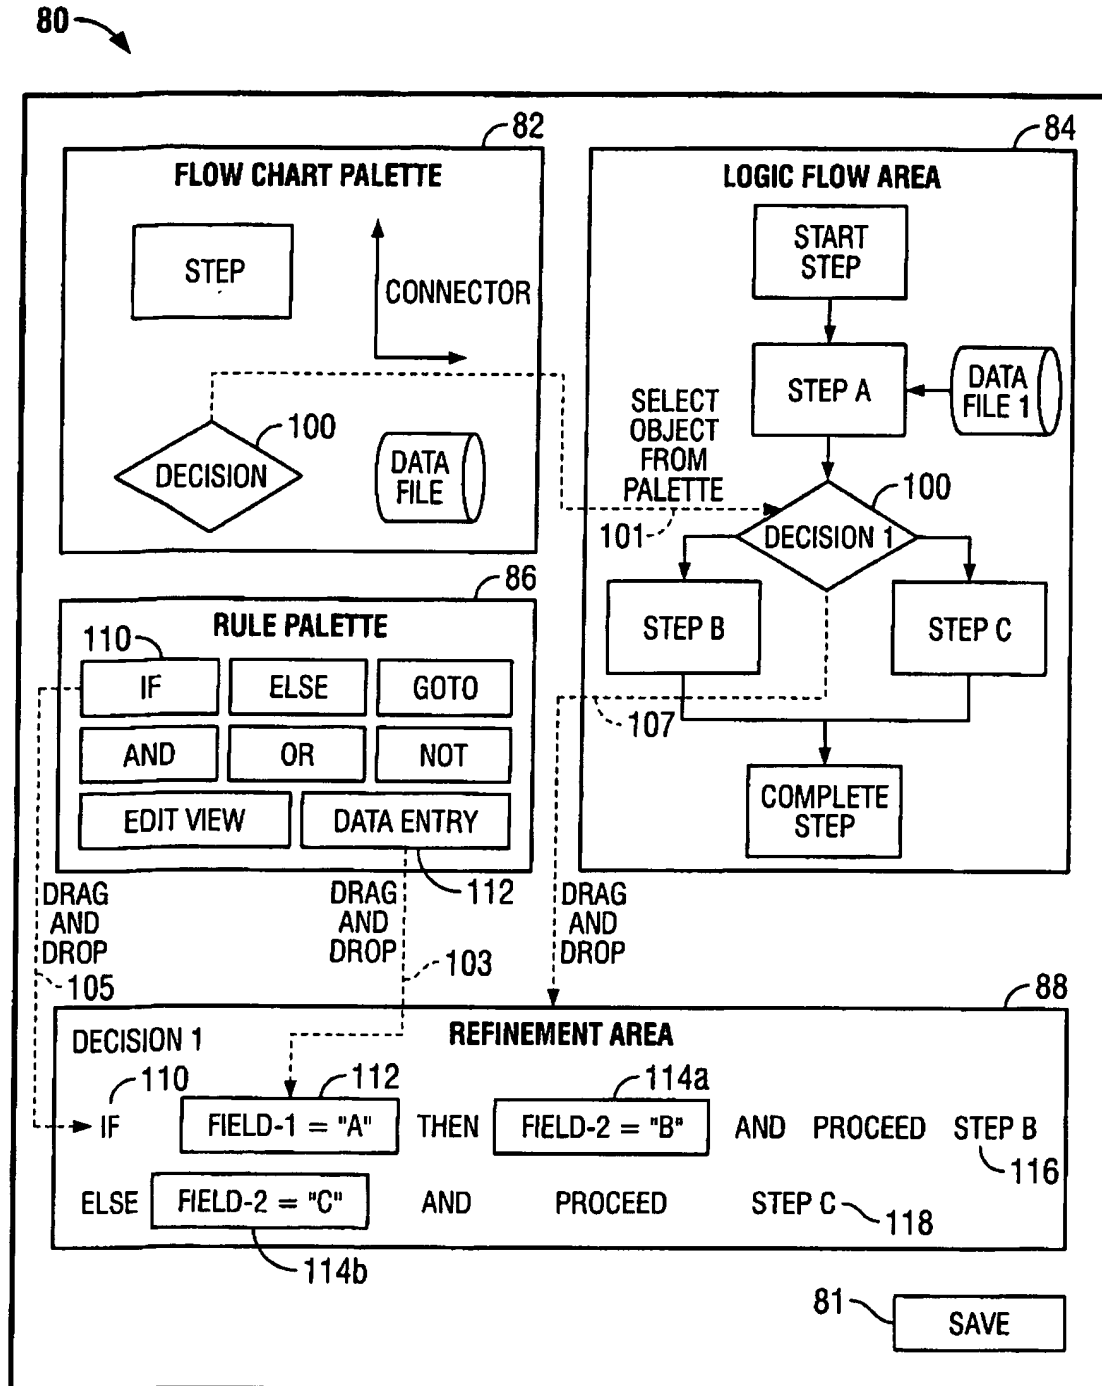 80
82
FLOW CHART PALETTE
STEP
CONNECTOR
100
DECISION
DATA
FILE
84
LOGIC FLOW AREA
START
STEP
STEP A
DATA
FILE 1
SELECT
OBJECT
FROM
PALETTE
101
100
DECISION 1
STEP B
STEP C
107
COMPLETE
STEP
86
RULE PALETTE
110
IF
ELSE
GOTO
AND
OR
NOT
EDIT VIEW
DATA ENTRY
112
DRAG
AND
DROP
105
DRAG
AND
DROP
103
DRAG
AND
DROP
88
DECISION 1
REFINEMENT AREA
110
112
114a
IF FIELD-1 = "A" THEN FIELD-2 = "B" AND PROCEED STEP B
116
ELSE FIELD-2 = "C" AND PROCEED STEP C
118
114b
81
SAVE